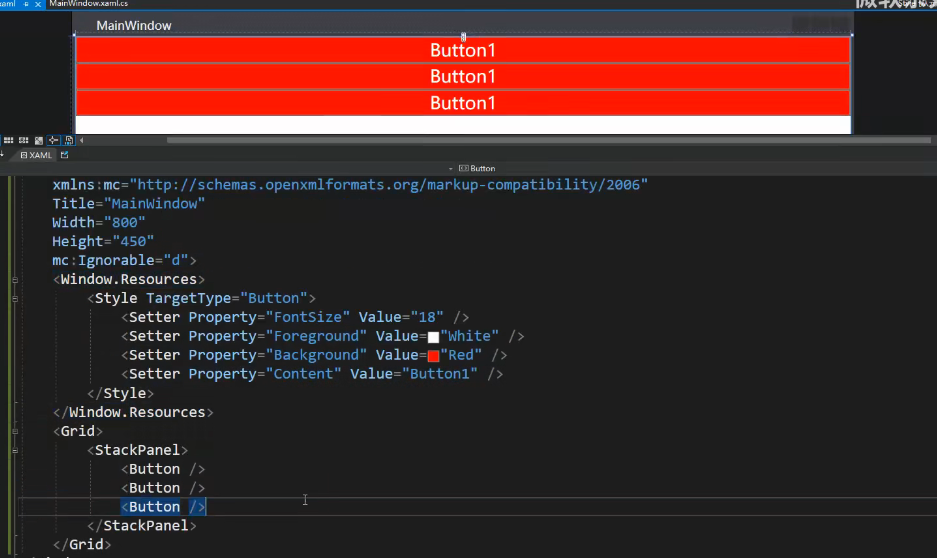 xaml
MainWindow.xaml.cs
MainWindow
Button1
Button1
Button1
XAML
Button
xmlns:mc="http://schemas.openxmlformats.org/markup-compatibility/2006"
Title="MainWindow"
Width="800"
Height="450"
mc:Ignorable="d">
<Window.Resources>
<Style TargetType="Button">
<Setter Property="FontSize" Value="18" />
<Setter Property="Foreground" Value="White" />
<Setter Property="Background" Value="Red" />
<Setter Property="Content" Value="Button1" />
</Style>
</Window.Resources>
<Grid>
<StackPanel>
<Button />
<Button />
<Button />
</StackPanel>
</Grid>